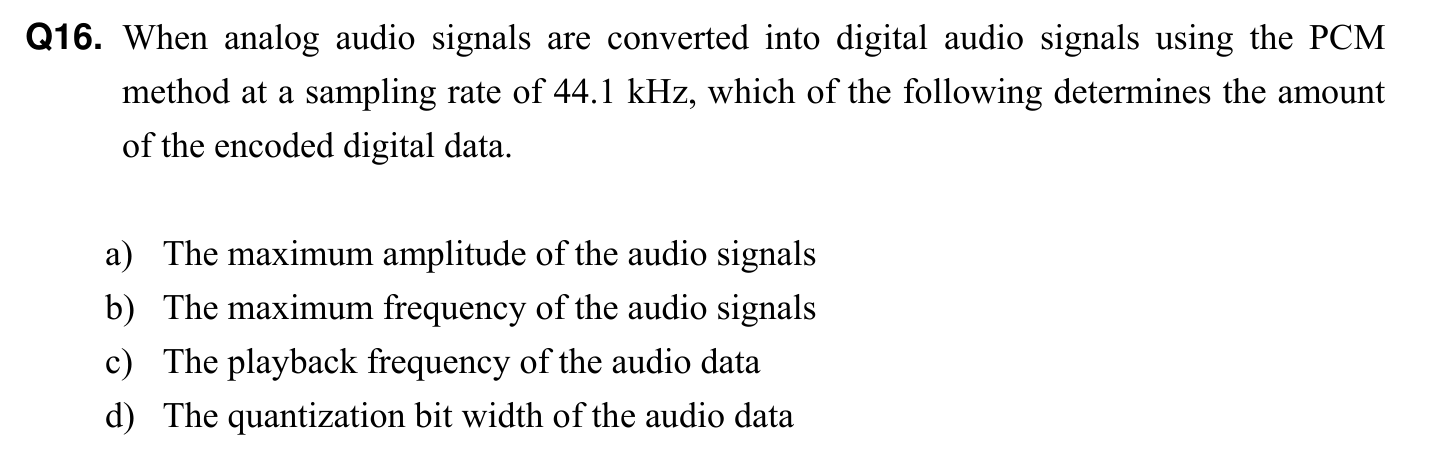 Q16. When analog audio signals are converted into digital audio signals using the PCM
method at a sampling rate of 44.1 kHz, which of the following determines the amount
of the encoded digital data.
a) The maximum amplitude of the audio signals
b) The maximum frequency of the audio signals
c) The playback frequency of the audio data
d) The quantization bit width of the audio data